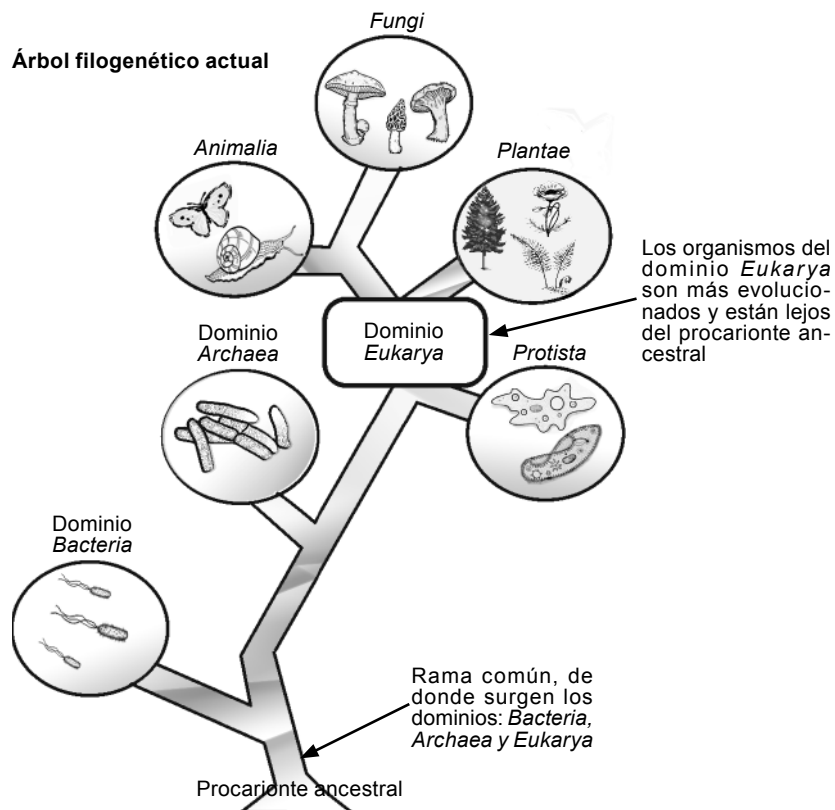 Fungi
Árbol filogenético actual
Animalia
Plantae
Los organismos del
dominio Eukarya
son más evolucio-
nados y están lejos
del procarionte an-
cestral
Dominio
Eukarya
Dominio
Archaea
Protista
Dominio
Bacteria
Rama común, de
donde surgen los
dominios: Bacteria,
Archaea y Eukarya
Procarionte ancestral